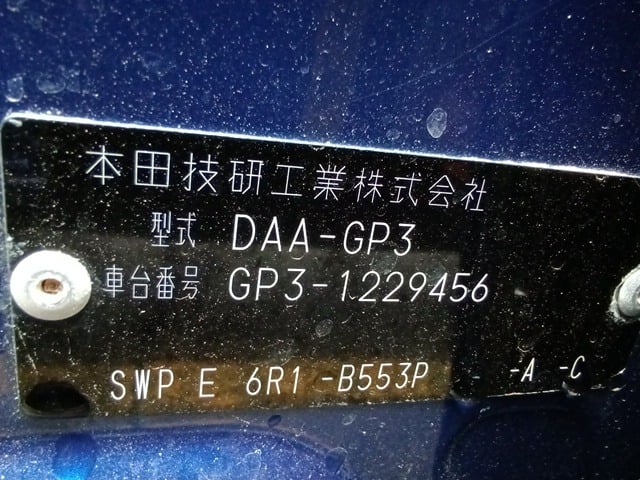 本田技研工業株式会社
型式 DAA-GP3
車台番号 GP3-1229456
SWP E 6R1 -B553P -A -C